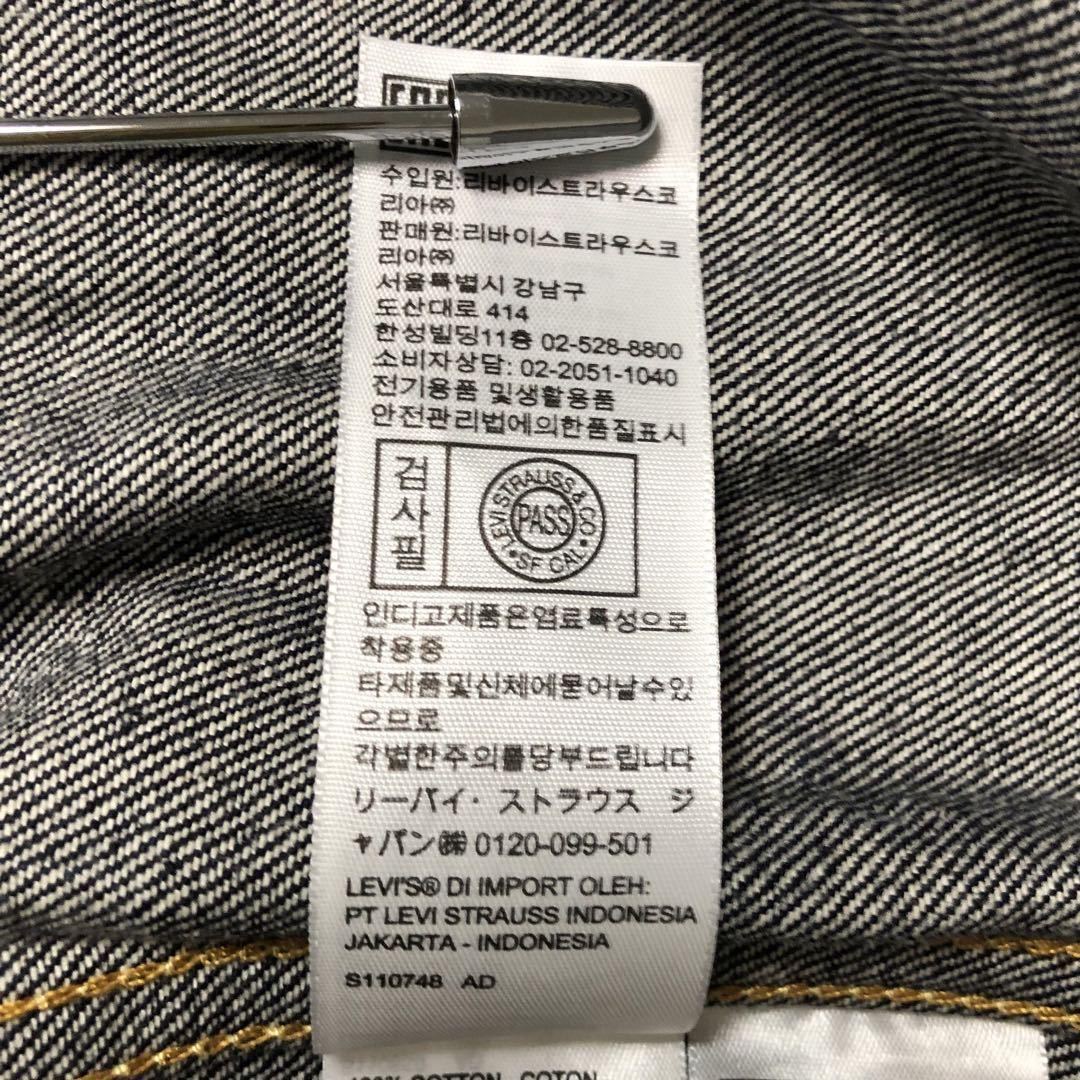 수입원:리바이스트라우스코
리아㈜
판매원:리바이스트라우스코
리아㈜
서울특별시 강남구
도산대로 414
한성빌딩11층 02-528-8800
소비자상담: 02-2051-1040
전기용품 및생활용품
안전관리법에의한품질표시
검사필
LEVI STRAUSS & CO
PASS
SF CAL
인디고제품은염료특성으로
착용중
타제품및신체에묻어날수있
으므로
각별한주의를당부드립니다
リーバイ・ストラウス ジ
ャパン㈱ 0120-099-501
LEVI'S® DI IMPORT OLEH:
PT LEVI STRAUSS INDONESIA
JAKARTA - INDONESIA
S110748 AD
COTTON COTON